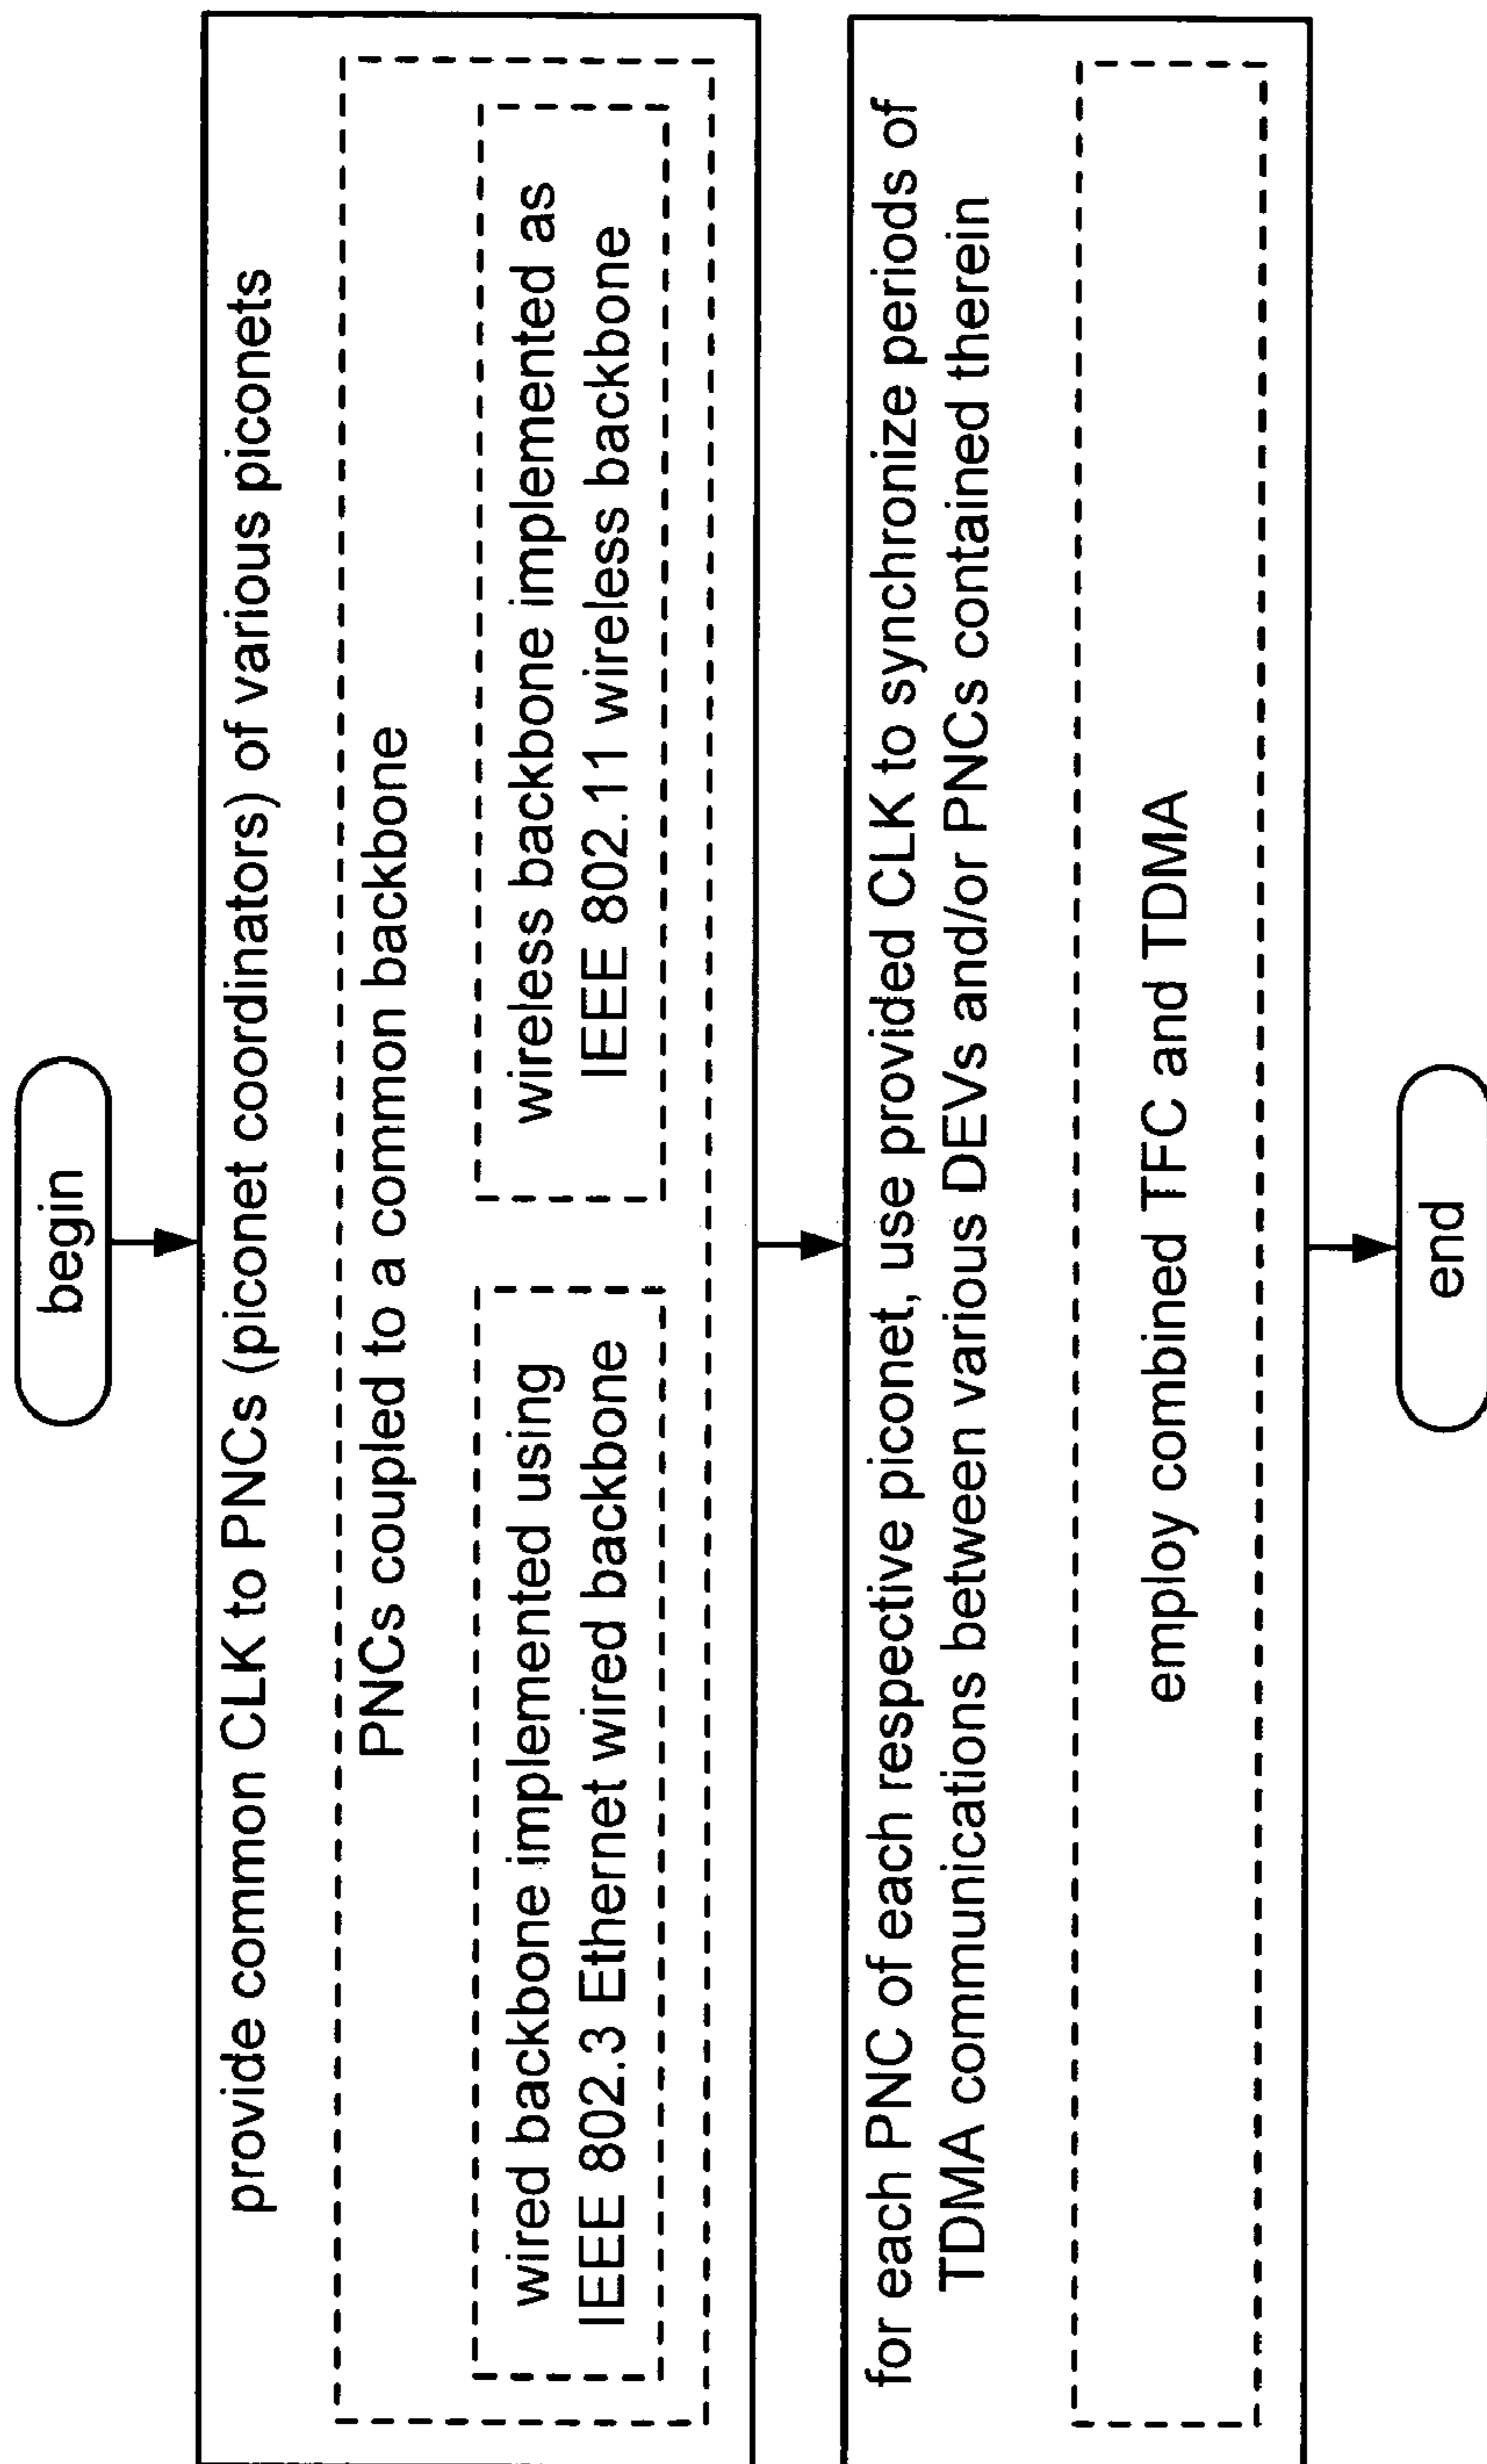 begin
provide common CLK to PNCs (piconet coordinators) of various piconets
PNCs coupled to a common backbone
wired backbone implemented using
IEEE 802.3 Ethernet wired backbone
wireless backbone implemented as
IEEE 802.11 wireless backbone
for each PNC of each respective piconet, use provided CLK to synchronize periods of
TDMA communications between various DEVs and/or PNCs contained therein
employ combined TFC and TDMA
end